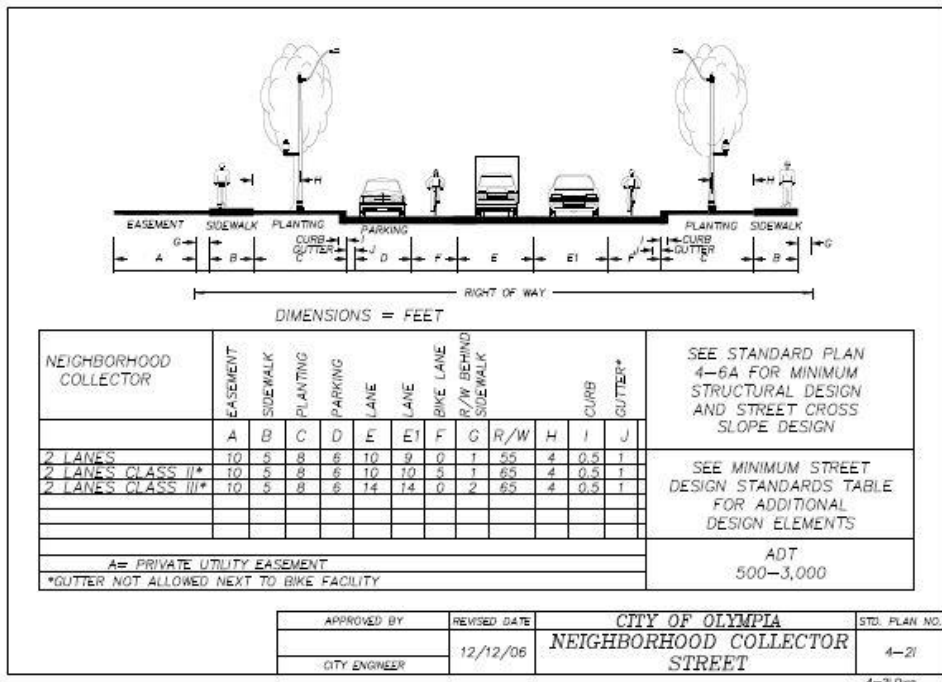 H
H
EASEMENT
SIDEWALK
PLANTING
PARKING
PLANTING
SIDEWALK
G
CURB
I
GUTTER
J
I
CURB
J
GUTTER
G
A
B
C
D
F
E
E1
F
C
B
RIGHT OF WAY
DIMENSIONS = FEET
NEIGHBORHOOD
COLLECTOR
EASEMENT
SIDEWALK
PLANTING
PARKING
LANE
LANE
BIKE LANE
R/W BEHIND
SIDEWALK
CURB
GUTTER*
A B C D E E1 F G R/W H I J
2 LANES 10 5 8 6 10 9 0 1 55 4 0.5 1
2 LANES CLASS II* 10 5 8 6 10 10 5 1 65 4 0.5 1
2 LANES CLASS III* 10 5 8 6 14 14 0 2 65 4 0.5 1
A= PRIVATE UTILITY EASEMENT
*GUTTER NOT ALLOWED NEXT TO BIKE FACILITY
SEE STANDARD PLAN
4-6A FOR MINIMUM
STRUCTURAL DESIGN
AND STREET CROSS
SLOPE DESIGN
SEE MINIMUM STREET
DESIGN STANDARDS TABLE
FOR ADDITIONAL
DESIGN ELEMENTS
ADT
500-3,000
APPROVED BY
CITY ENGINEER
REVISED DATE
12/12/06
CITY OF OLYMPIA
NEIGHBORHOOD COLLECTOR
STREET
STD. PLAN NO.
4-2I